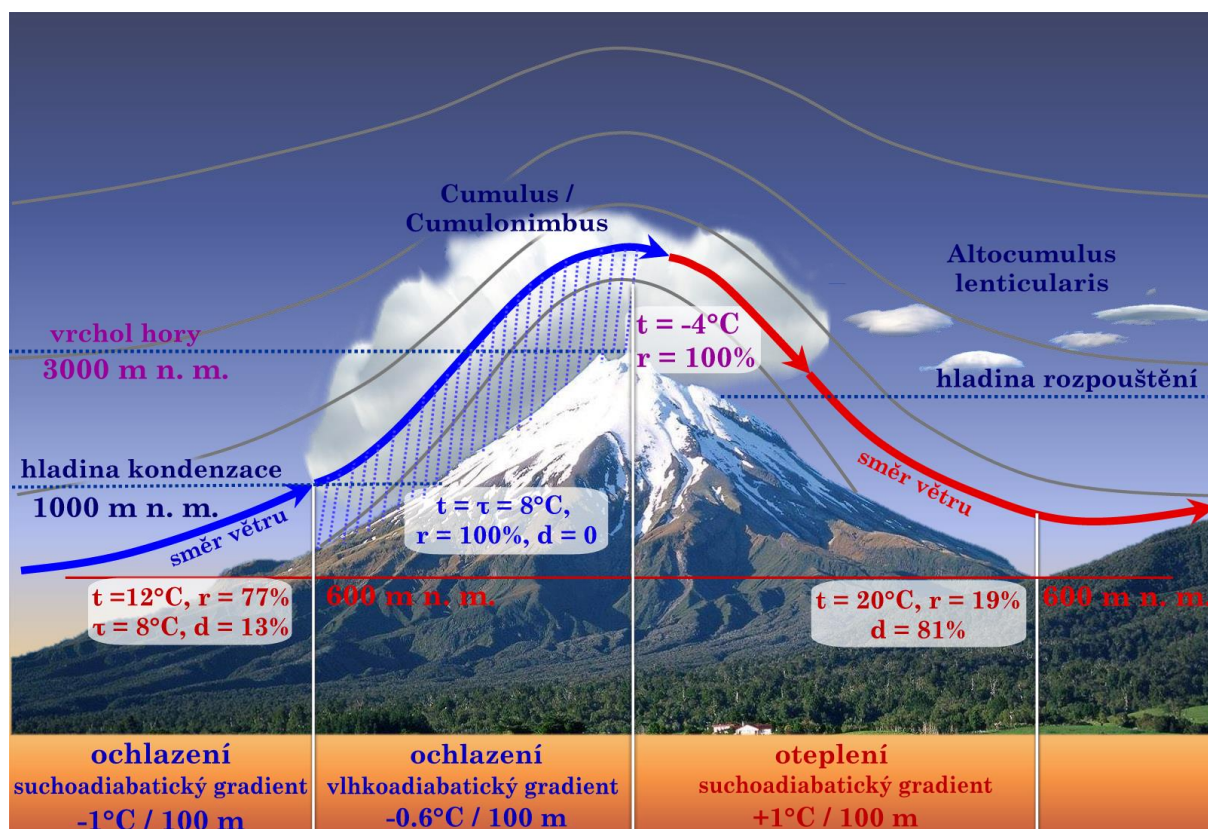 Cumulus /
Cumulonimbus
Altocumulus
lenticularis
vrchol hory
3000 m n. m.
t = -4°C
r = 100%
hladina rozpouštění
hladina kondenzace
1000 m n. m.
směr větru
t = τ = 8°C,
r = 100%, d = 0
směr větru
t =12°C, r = 77%
τ = 8°C, d = 13%
600 m n. m.
t = 20°C, r = 19%
d = 81%
600 m n. m.
ochlazení
suchoadiabatický gradient
-1°C / 100 m
ochlazení
vlhkoadiabatický gradient
-0.6°C / 100 m
oteplení
suchoadiabatický gradient
+1°C / 100 m